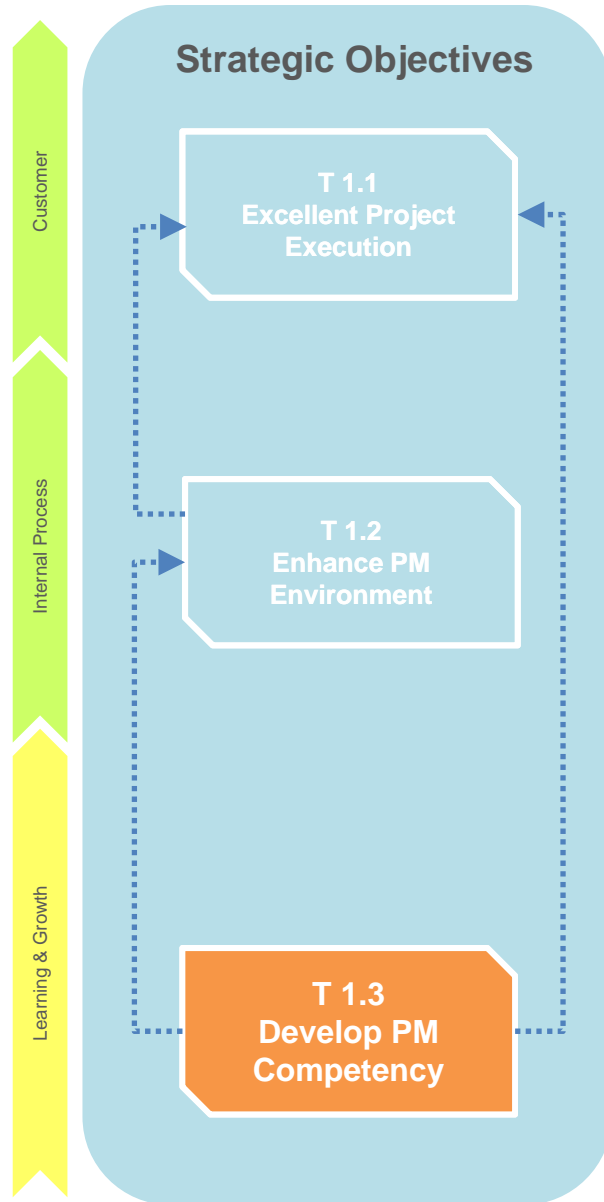 Strategic Objectives
Customer
T 1.1
Excellent Project
Execution
Internal Process
T 1.2
Enhance PM
Environment
Learning & Growth
T 1.3
Develop PM
Competency